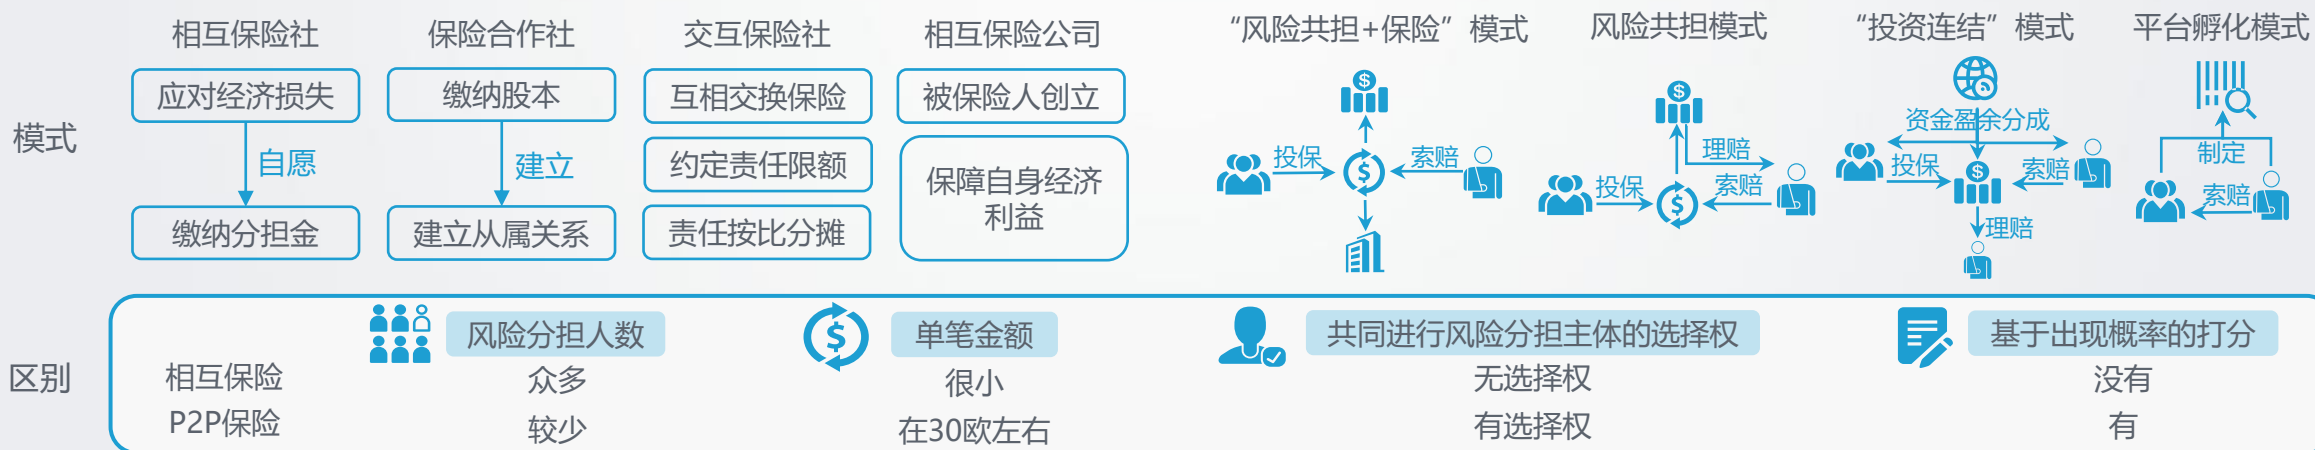 相互保险社
保险合作社
交互保险社
相互保险公司
“风险共担+保险”模式
风险共担模式
“投资连结”模式
平台孵化模式
模式
应对经济损失
自愿
缴纳分担金
缴纳股本
建立
建立从属关系
互相交换保险
约定责任限额
责任按比分摊
被保险人创立
保障自身经济
利益
投保
索赔
理赔
投保
索赔
资金盈余分成
投保
索赔
理赔
制定
索赔
区别
风险分担人数
单笔金额
共同进行风险分担主体的选择权
基于出现概率的打分
相互保险
众多
很小
无选择权
没有
P2P保险
较少
在30欧左右
有选择权
有